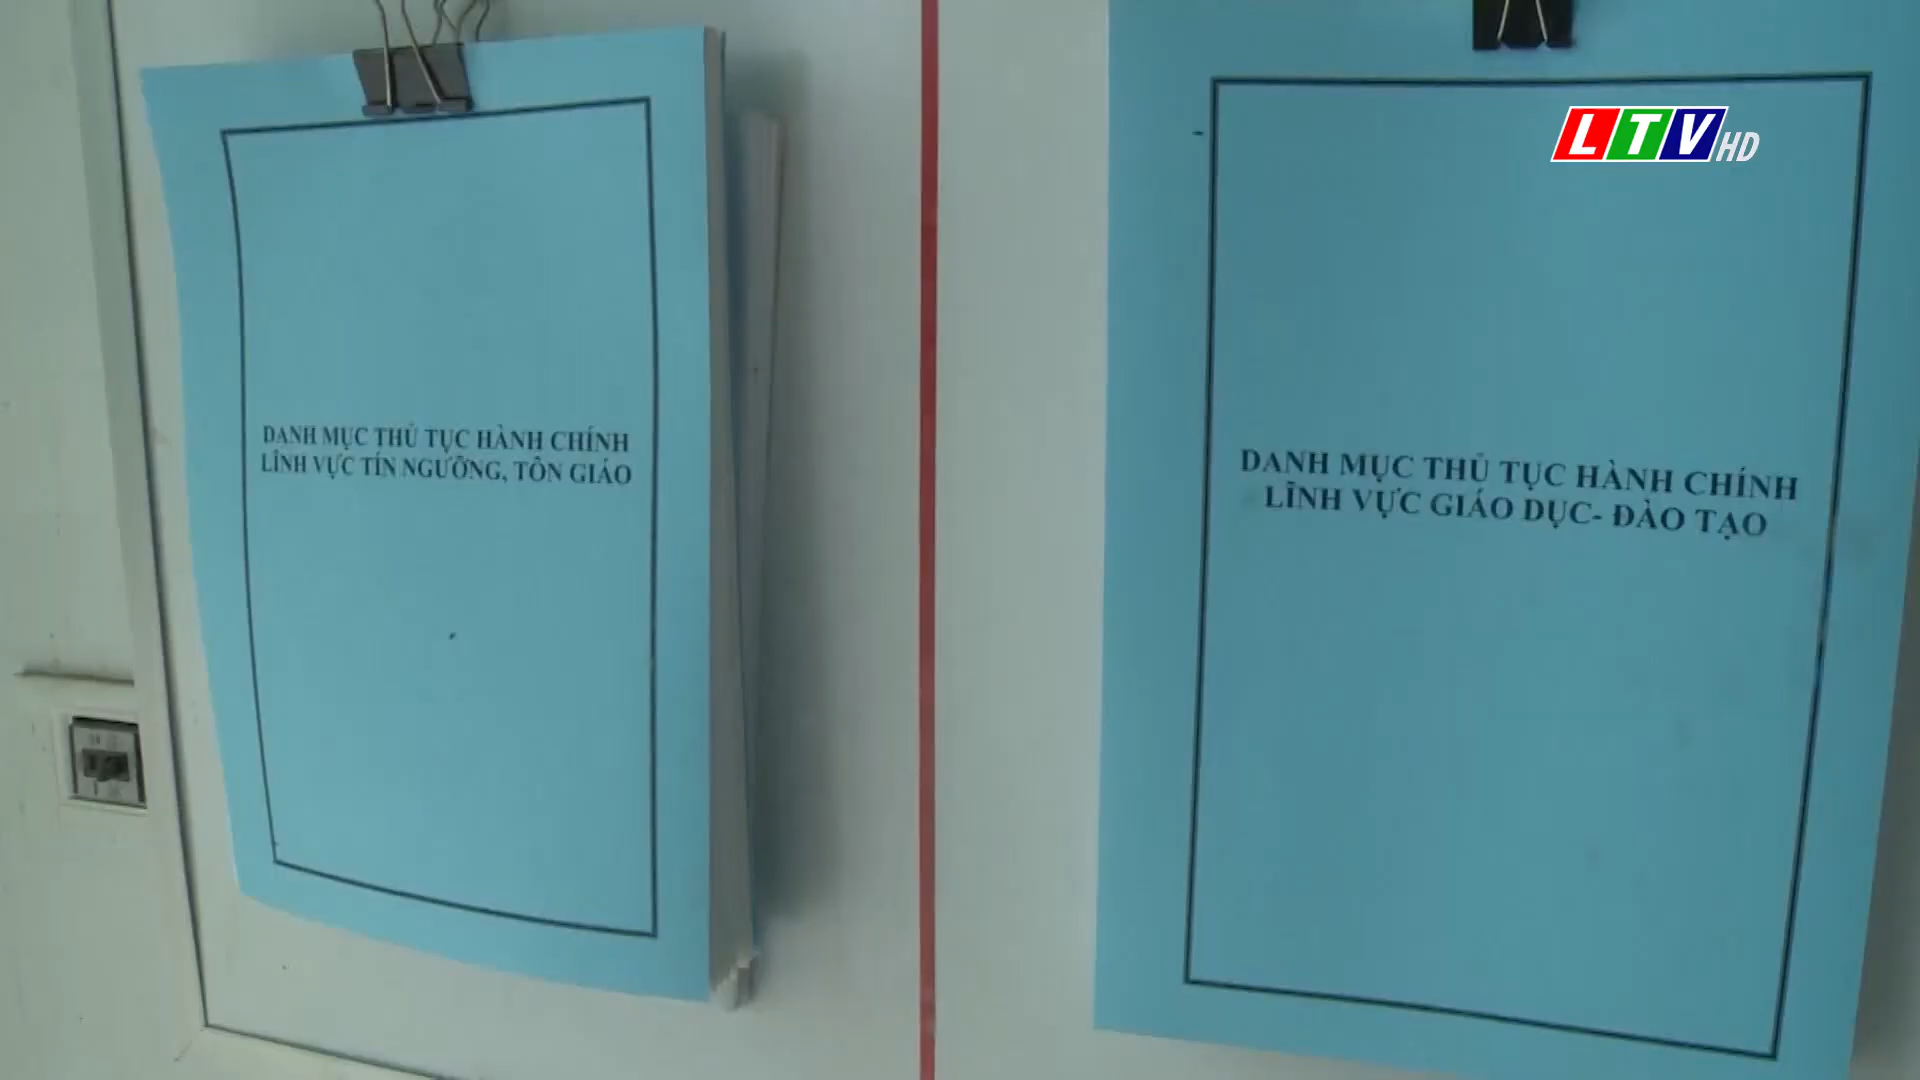 LTV HD
DANH MỤC THỦ TỤC HÀNH CHÍNH
LĨNH VỰC TÍN NGƯỠNG, TÔN GIÁO
DANH MỤC THỦ TỤC HÀNH CHÍNH
LĨNH VỰC GIÁO DỤC- ĐÀO TẠO